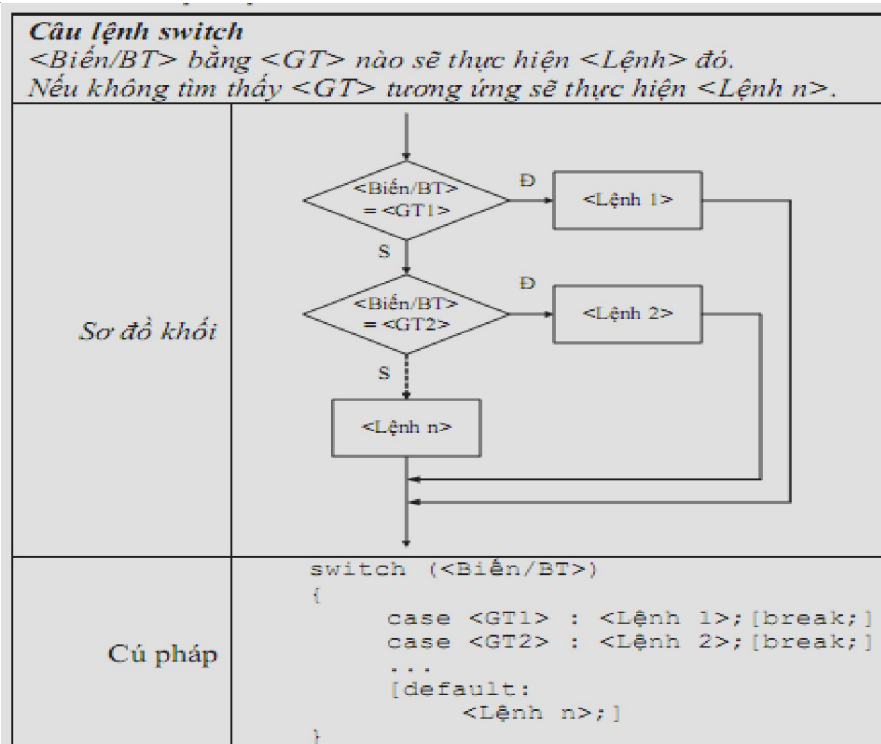 Câu lệnh switch
<Biến/BT> bằng <GT> nào sẽ thực hiện <Lệnh> đó.
Nếu không tìm thấy <GT> tương ứng sẽ thực hiện <Lệnh n>.
Sơ đồ khối
<Biến/BT>
= <GT1>
Đ
<Lệnh 1>
S
<Biến/BT>
= <GT2>
Đ
<Lệnh 2>
S
<Lệnh n>
Cú pháp
switch (<Biến/BT>)
{
case <GT1> : <Lệnh 1>;[break;]
case <GT2> : <Lệnh 2>;[break;]
...
[default:
<Lệnh n>;]
}